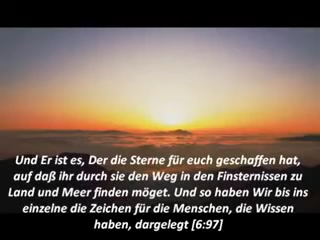 Und Er ist es, Der die Sterne für euch geschaffen hat,
auf daß ihr durch sie den Weg in den Finsternissen zu
Land und Meer finden möget. Und so haben Wir bis ins
einzelne die Zeichen für die Menschen, die Wissen
haben, dargelegt [6:97]